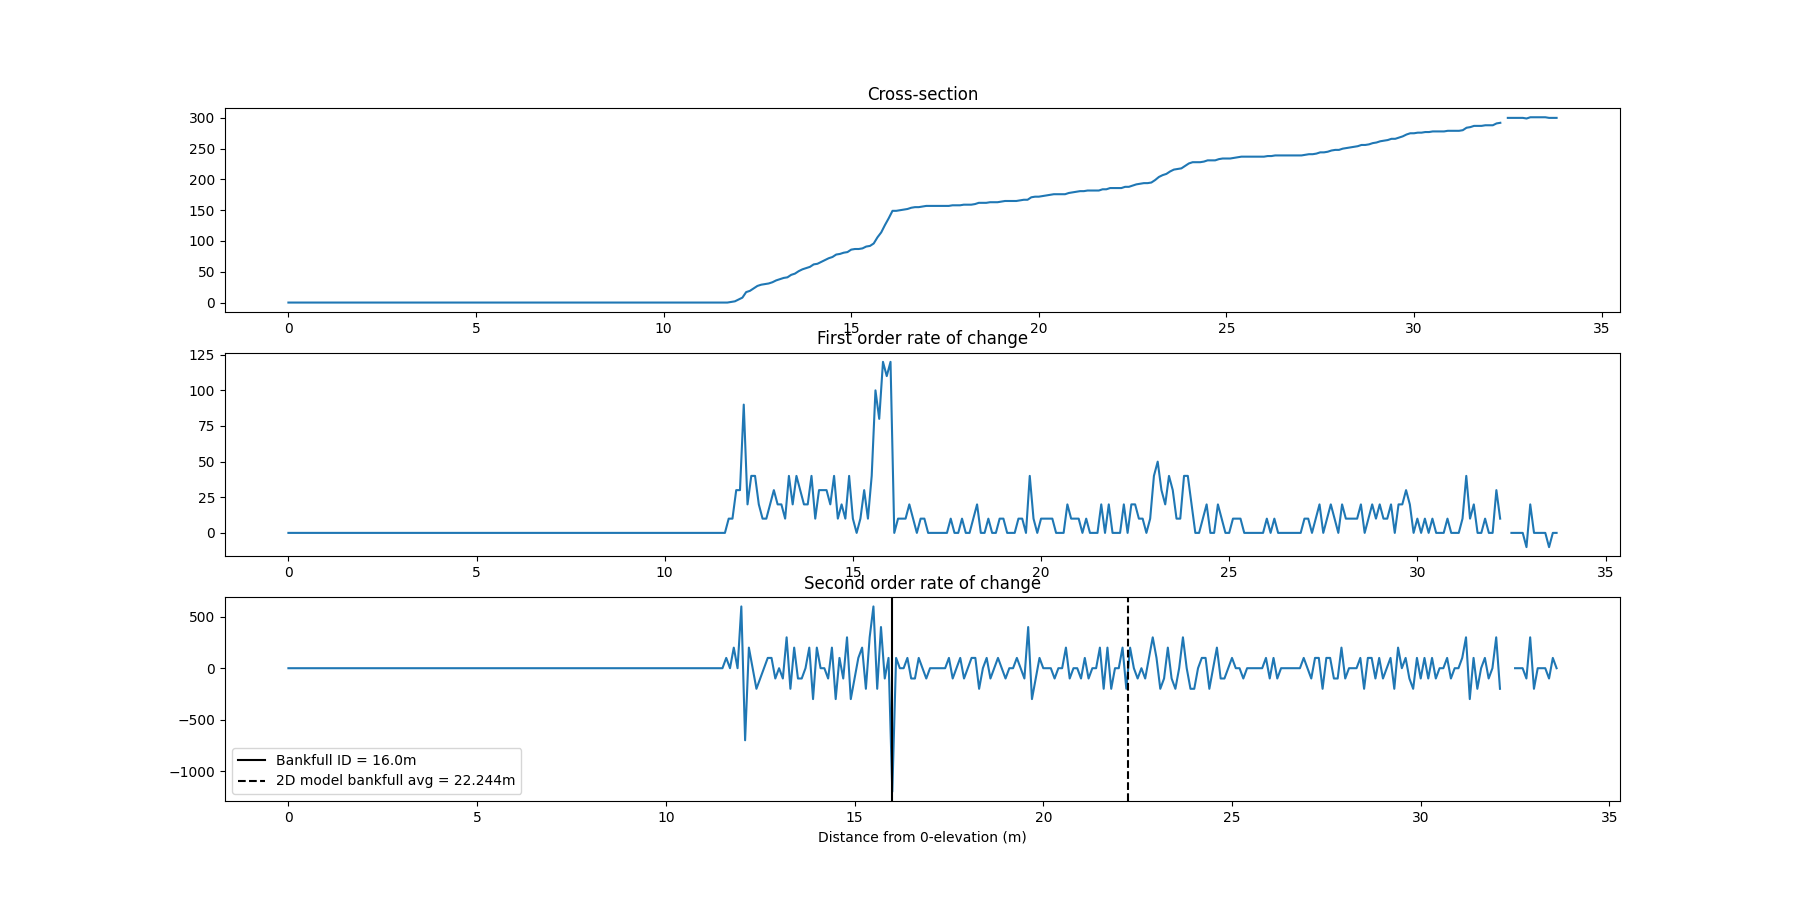 Cross-section
300
250
200
150
100
50
0
0 5 10 15 20 25 30 35
First order rate of change
125
100
75
50
25
0
0 5 10 15 20 25 30 35
Second order rate of change
500
0
−500
−1000
Bankfull ID = 16.0m
2D model bankfull avg = 22.244m
0 5 10 15 20 25 30 35
Distance from 0-elevation (m)